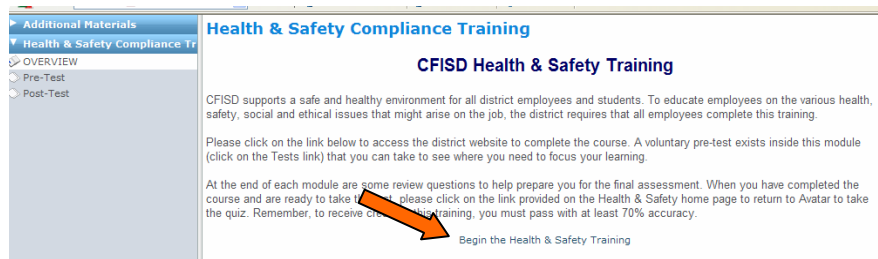 Additional Materials
Health & Safety Compliance Tr
OVERVIEW
Pre-Test
Post-Test
Health & Safety Compliance Training
CFISD Health & Safety Training
CFISD supports a safe and healthy environment for all district employees and students. To educate employees on the various health,
safety, social and ethical issues that might arise on the job, the district requires that all employees complete this training.
Please click on the link below to access the district website to complete the course. A voluntary pre-test exists inside this module
(click on the Tests link) that you can take to see where you need to focus your learning.
At the end of each module are some review questions to help prepare you for the final assessment. When you have completed the
course and are ready to take please click on the link provided on the Health & Safety home page to return to Avatar to take
the quiz. Remember, to receive this training, you must pass with at least 70% accuracy.
Begin the Health & Safety Training